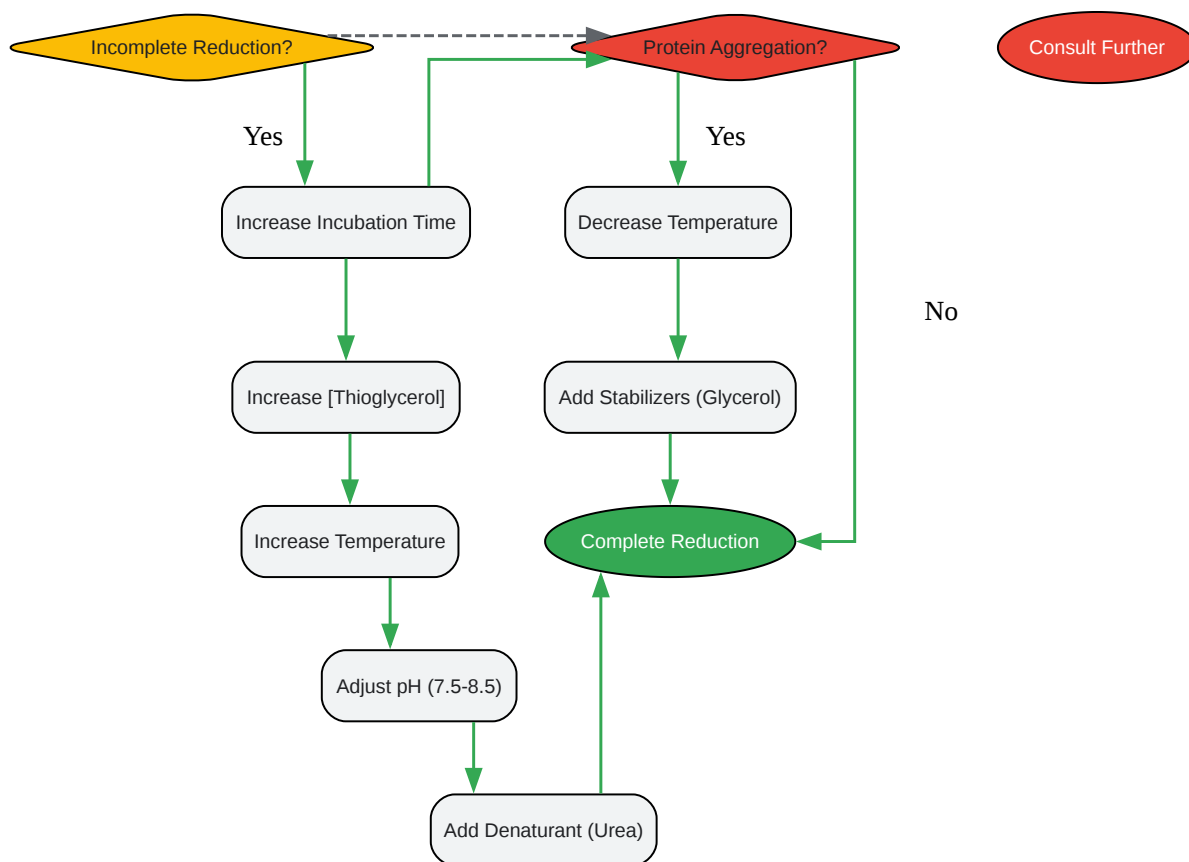 Incomplete Reduction?
Protein Aggregation?
Consult Further
Yes
Yes
Increase Incubation Time
Decrease Temperature
No
Increase [Thioglycerol]
Add Stabilizers (Glycerol)
Increase Temperature
Complete Reduction
Adjust pH (7.5-8.5)
Add Denaturant (Urea)